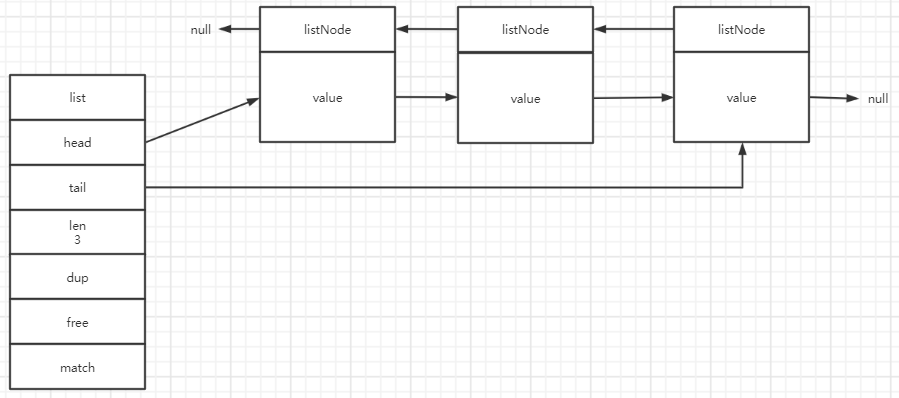 null
listNode
listNode
listNode
value
value
value
null
list
head
tail
len
3
dup
free
match